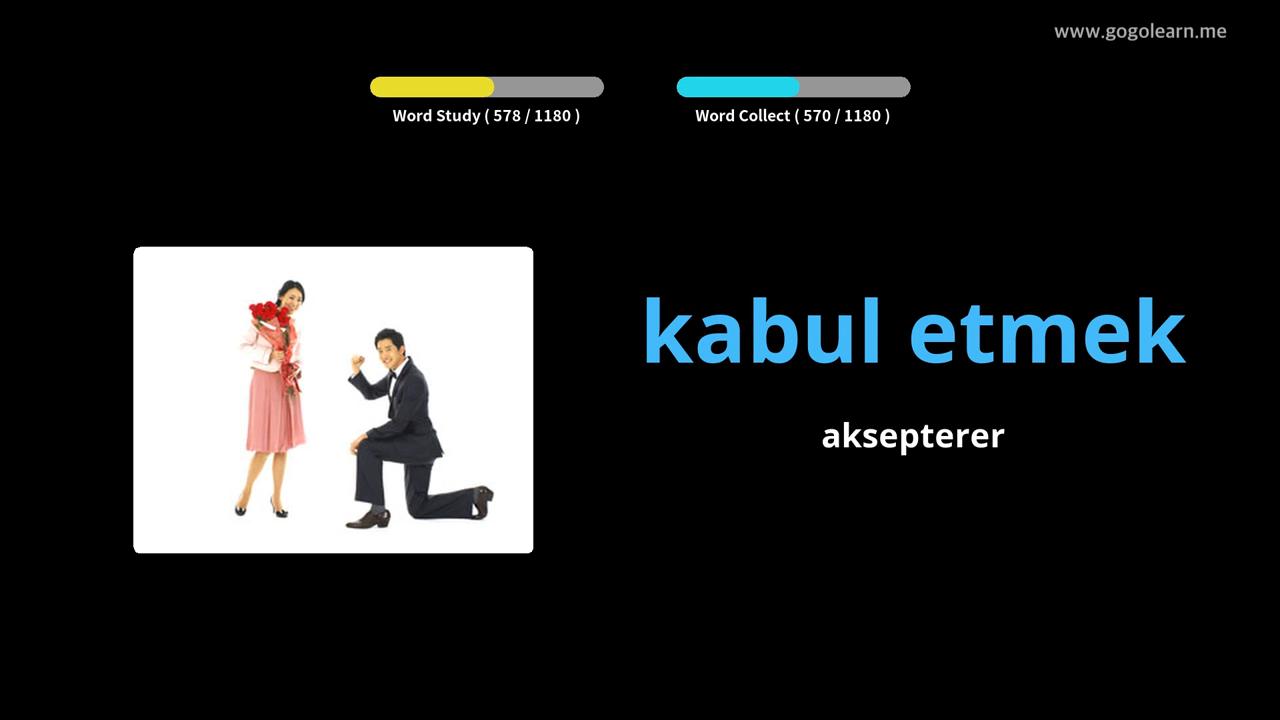 www.gogolearn.me
Word Study ( 578 / 1180 )
Word Collect ( 570 / 1180 )
kabul etmek
aksepterer